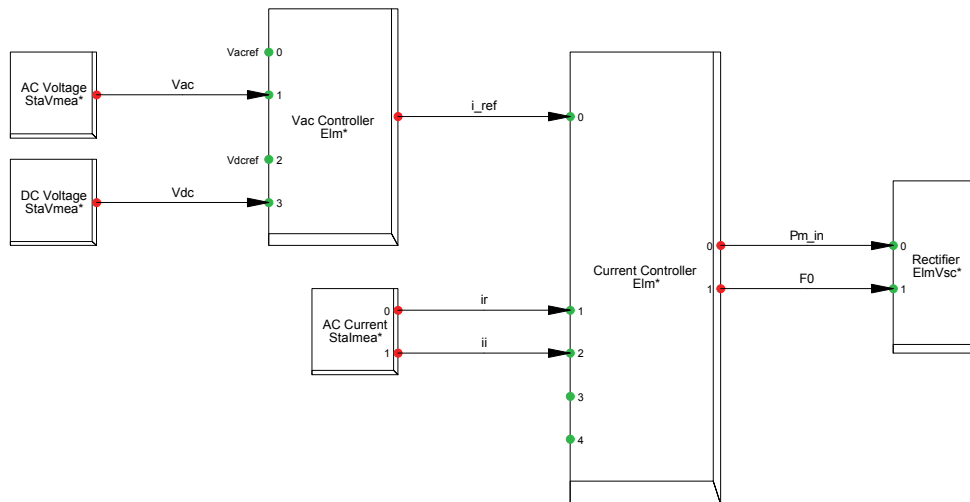 AC Voltage
StaVmea*
Vac
Vacref
0
1
Vdcref
2
3
Vac Controller
Elm*
DC Voltage
StaVmea*
Vdc
i_ref
0
AC Current
StaImea*
0
1
ir
ii
1
2
3
4
Current Controller
Elm*
0
1
Pm_in
F0
0
1
Rectifier
ElmVsc*